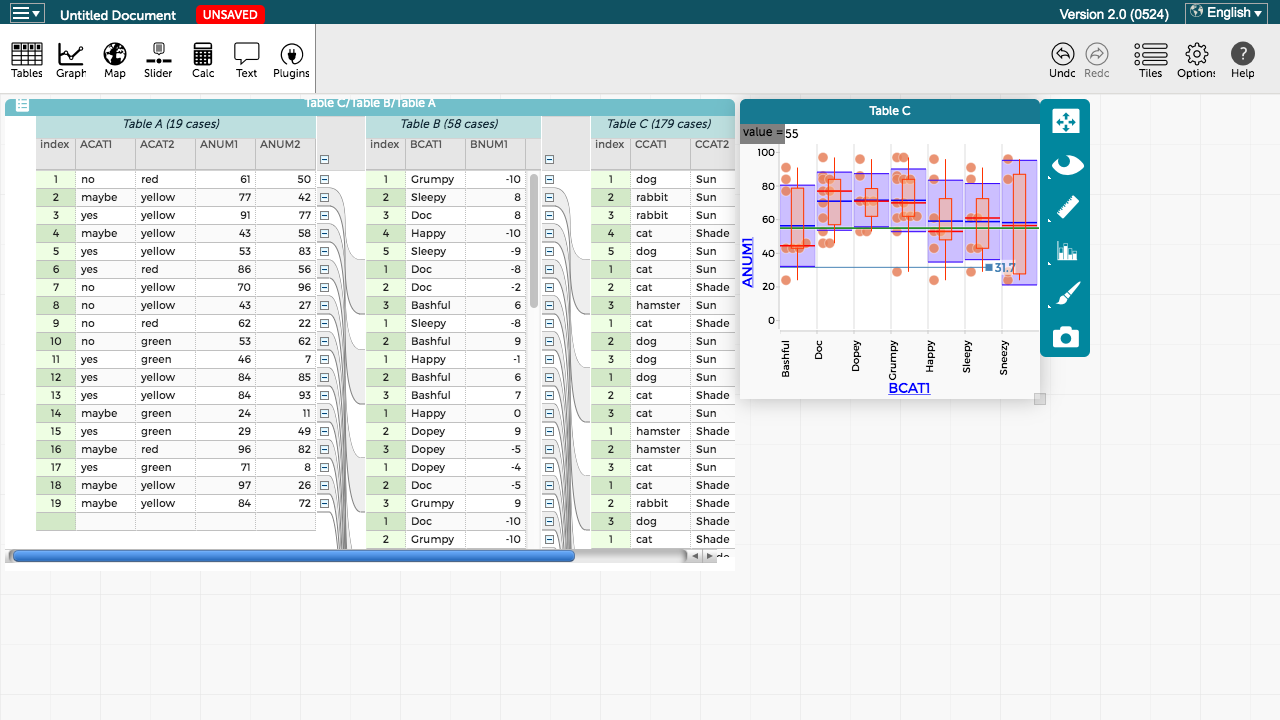 Untitled Document UNSAVED Version 2.0 (0524) English
Tables Graph Map Slider Calc Text Plugins Undo Redo Tiles Options Help
Table C/Table B/Table A
Table A (19 cases) Table B (58 cases) Table C (179 cases)
index ACAT1 ACAT2 ANUM1 ANUM2 index BCAT1 BNUM1 index CCAT1 CCAT2
1 no red 61 50 1 Grumpy -10 1 dog Sun
2 maybe yellow 77 42 2 Sleepy 8 2 rabbit Sun
3 yes yellow 91 77 3 Doc 8 3 rabbit Sun
4 maybe yellow 43 58 4 Happy -10 4 cat Shade
5 yes yellow 53 83 5 Sleepy -9 5 dog Sun
6 yes red 86 56 1 Doc -8 1 cat Sun
7 no yellow 70 96 2 Doc -2 2 cat Shade
8 no yellow 43 27 3 Bashful 6 3 hamster Sun
9 no red 62 22 1 Sleepy -8 1 cat Shade
10 no green 53 62 2 Bashful 9 2 dog Sun
11 yes green 46 7 1 Happy -1 3 dog Sun
12 yes yellow 84 85 2 Bashful 6 1 dog Sun
13 yes yellow 84 93 3 Bashful 7 2 cat Shade
14 maybe green 24 11 1 Happy 0 3 cat Sun
15 yes green 29 49 2 Dopey 9 1 hamster Shade
16 maybe red 96 82 3 Dopey -5 2 hamster Sun
17 yes green 71 8 1 Dopey -4 3 cat Sun
18 maybe yellow 97 26 2 Doc -5 1 cat Shade
19 maybe yellow 84 72 3 Grumpy 9 2 rabbit Shade
1 Doc -10 3 dog Shade
2 Grumpy -10 1 cat Shade
Table C
value = 55
100
80
60
40
20
0
ANUM1
31.7
Bashful Doc Dopey Grumpy Happy Sleepy Sneezy
BCAT1